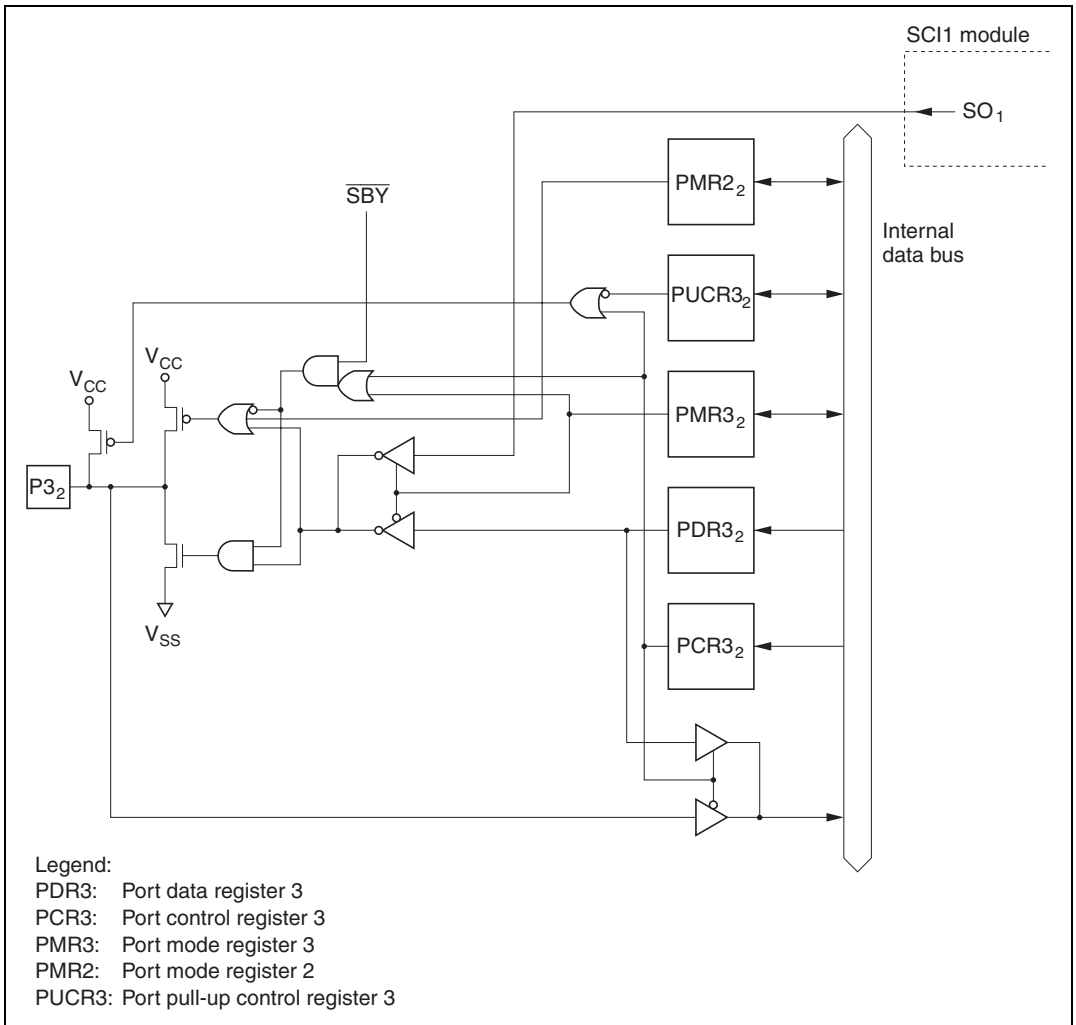 SCI1 module
SO1
PMR22
SBY
Internal
data bus
PUCR32
VCC
VCC
PMR32
P32
PDR32
VSS
PCR32
Legend:
PDR3: Port data register 3
PCR3: Port control register 3
PMR3: Port mode register 3
PMR2: Port mode register 2
PUCR3: Port pull-up control register 3